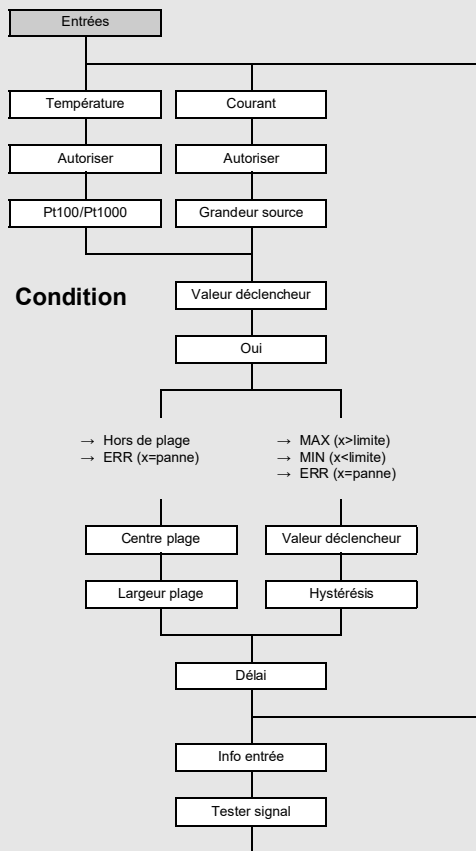 Entrées
Température
Courant
Autoriser
Autoriser
Pt100/Pt1000
Grandeur source
Condition
Valeur déclencheur
Oui
→ Hors de plage
→ ERR (x=panne)
→ MAX (x>limite)
→ MIN (x<limite)
→ ERR (x=panne)
Centre plage
Valeur déclencheur
Largeur plage
Hystérésis
Délai
Info entrée
Tester signal